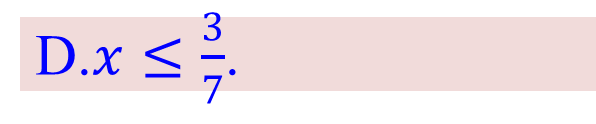 D.x ≤ 3/7.